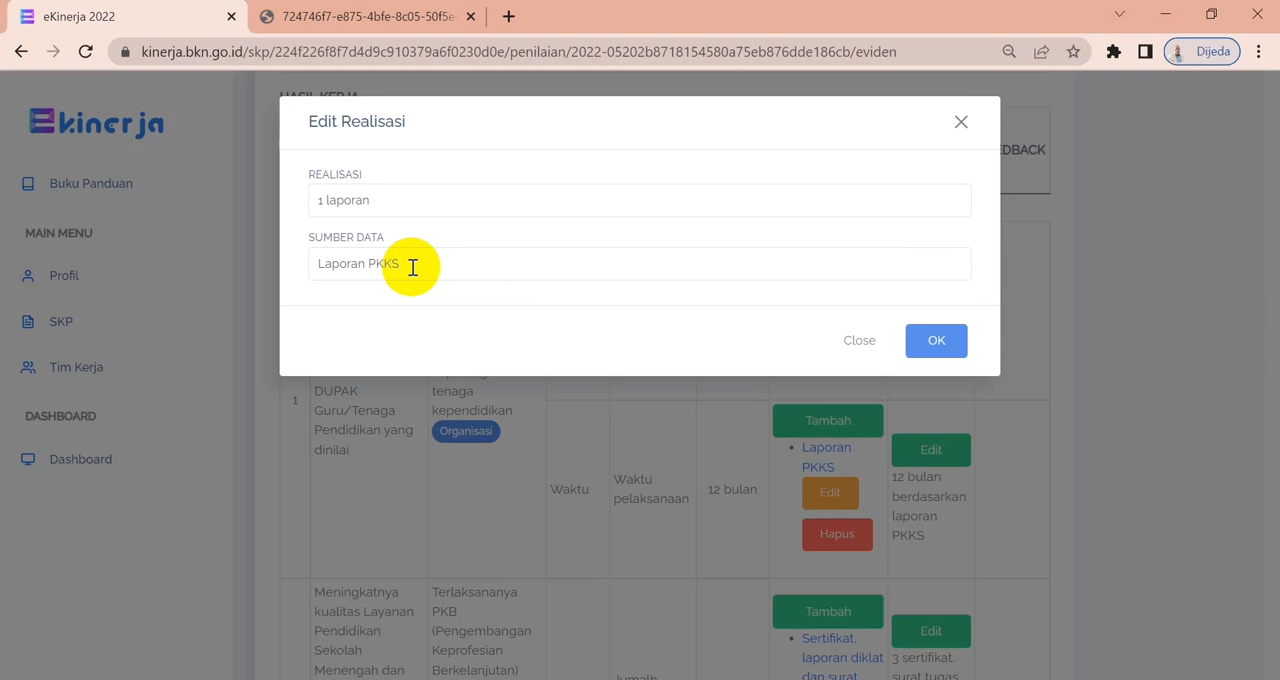 eKinerja 2022
724746f7-e875-4bfe-8c05-50f5e
kinerja.bkn.go.id/skp/224f226f8f7d4d9c910379a6f0230d0e/penilaian/2022-05202b8718154580a75eb876dde186cb/eviden
Dijeda
Ekinerja
Buku Panduan
MAIN MENU
Profil
SKP
Tim Kerja
DASHBOARD
Dashboard
HASIL KERJA
Edit Realisasi
REALISASI
1 laporan
SUMBER DATA
Laporan PKKS
Close
OK
EDBACK
1
DUPAK
Guru/Tenaga
Pendidikan yang
dinilai
tenaga
kependidikan
Organisasi
Waktu
Waktu
pelaksanaan
12 bulan
Tambah
Laporan
PKKS
Edit
Hapus
Edit
12 bulan
berdasarkan
laporan
PKKS
Meningkatnya
kualitas Layanan
Pendidikan
Sekolah
Menengah dan
Terlaksananya
PKB
(Pengembangan
Keprofesian
Berkelanjutan)
Jumalh
Tambah
Sertifikat,
laporan diklat
dan surat
Edit
3 sertifikat,
surat tugas